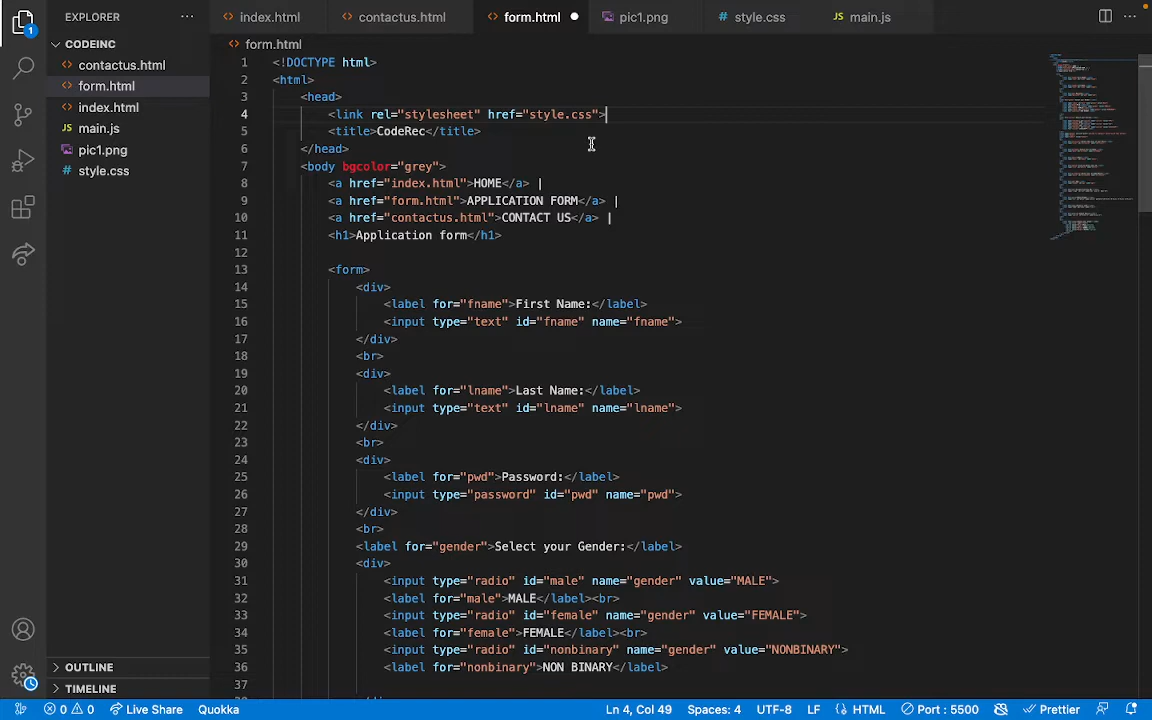 EXPLORER
CODEINC
contactus.html
form.html
index.html
main.js
pic1.png
style.css
OUTLINE
TIMELINE
index.html
contactus.html
form.html
pic1.png
# style.css
JS main.js
form.html
1 <!DOCTYPE html>
2 <html>
3 <head>
4 <link rel="stylesheet" href="style.css">
5 <title>CodeRec</title>
6 </head>
7 <body bgcolor="grey">
8 <a href="index.html">HOME</a> |
9 <a href="form.html">APPLICATION FORM</a> |
10 <a href="contactus.html">CONTACT US</a> |
11 <h1>Application form</h1>
12
13 <form>
14 <div>
15 <label for="fname">First Name:</label>
16 <input type="text" id="fname" name="fname">
17 </div>
18 <br>
19 <div>
20 <label for="lname">Last Name:</label>
21 <input type="text" id="lname" name="lname">
22 </div>
23 <br>
24 <div>
25 <label for="pwd">Password:</label>
26 <input type="password" id="pwd" name="pwd">
27 </div>
28 <br>
29 <label for="gender">Select your Gender:</label>
30 <div>
31 <input type="radio" id="male" name="gender" value="MALE">
32 <label for="male">MALE</label><br>
33 <input type="radio" id="female" name="gender" value="FEMALE">
34 <label for="female">FEMALE</label><br>
35 <input type="radio" id="nonbinary" name="gender" value="NONBINARY">
36 <label for="nonbinary">NON BINARY</label>
37
0 0 Live Share Quokka Ln 4, Col 49 Spaces: 4 UTF-8 LF HTML Port : 5500 Prettier